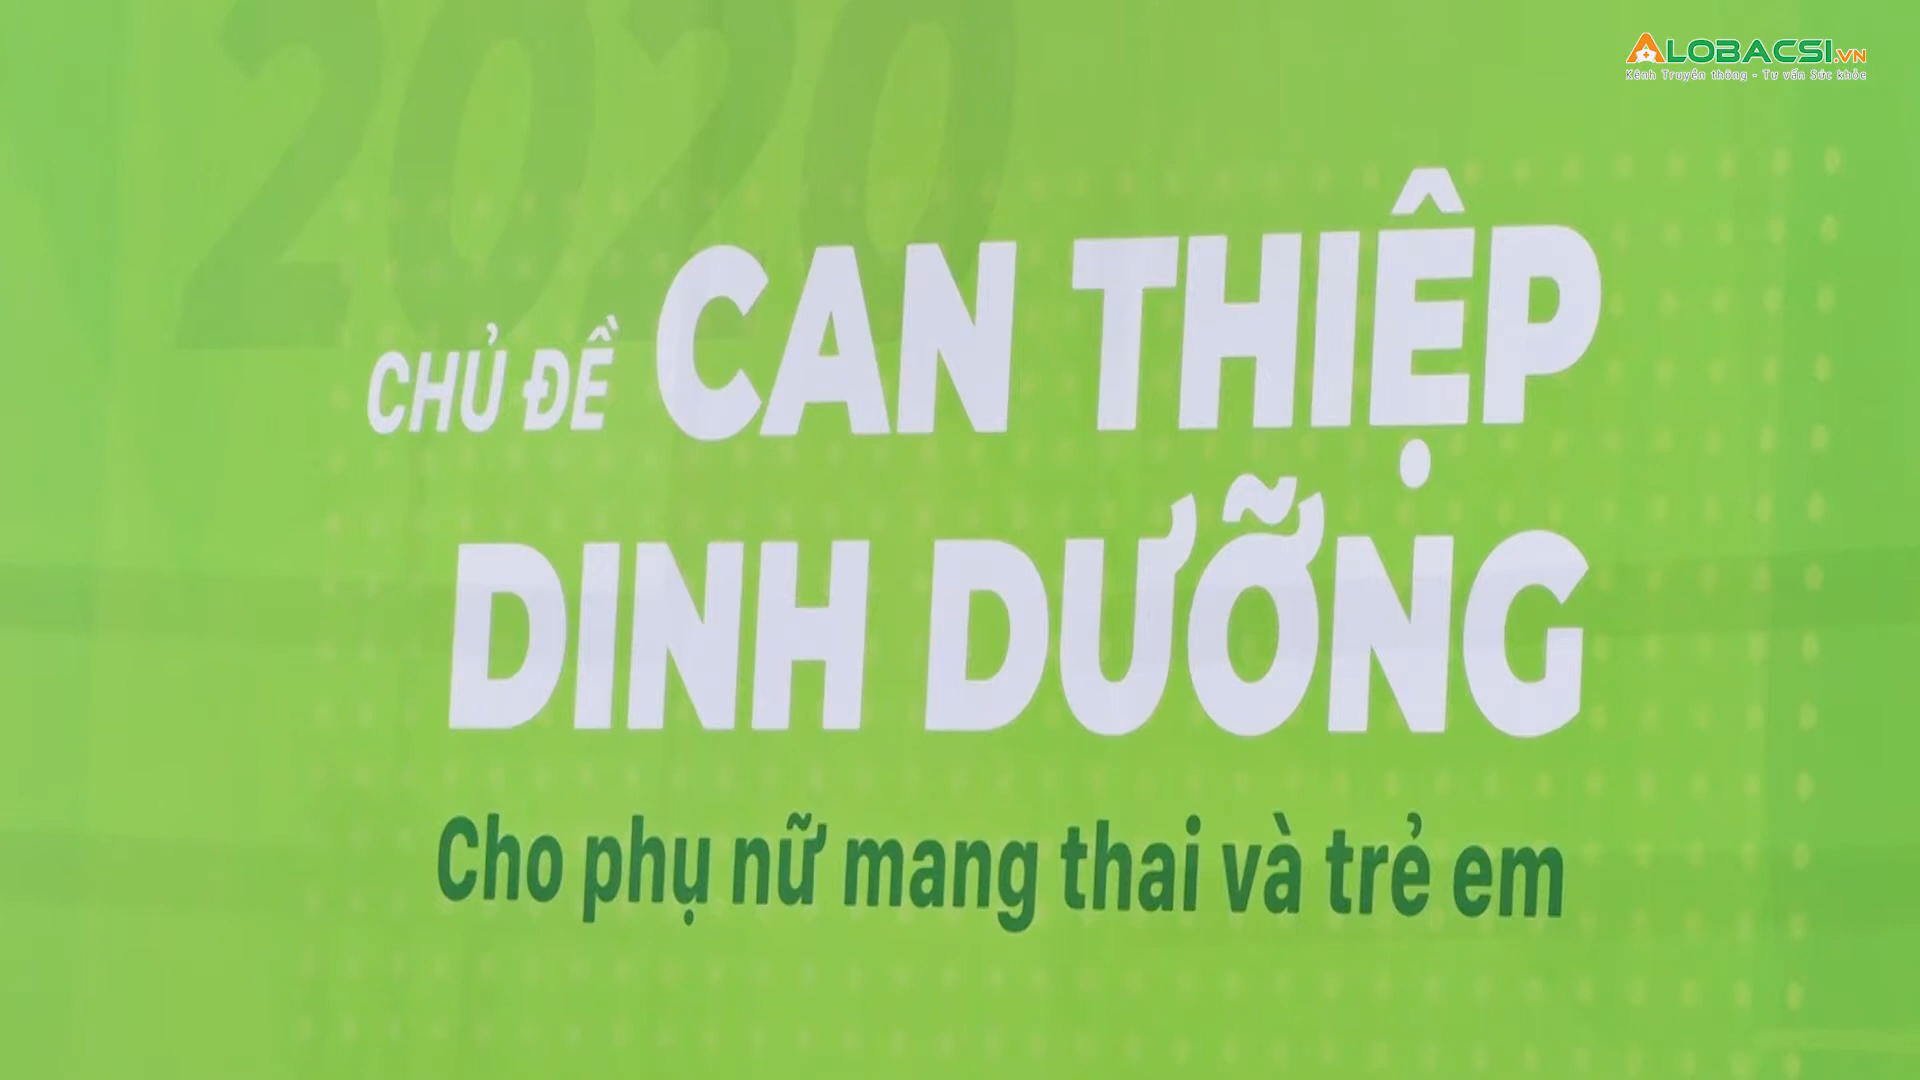 2020
ALOBACSI.VN
Kênh Truyền thông - Tư vấn Sức khỏe
CHỦ ĐỀ CAN THIỆP
DINH DƯỠNG
Cho phụ nữ mang thai và trẻ em